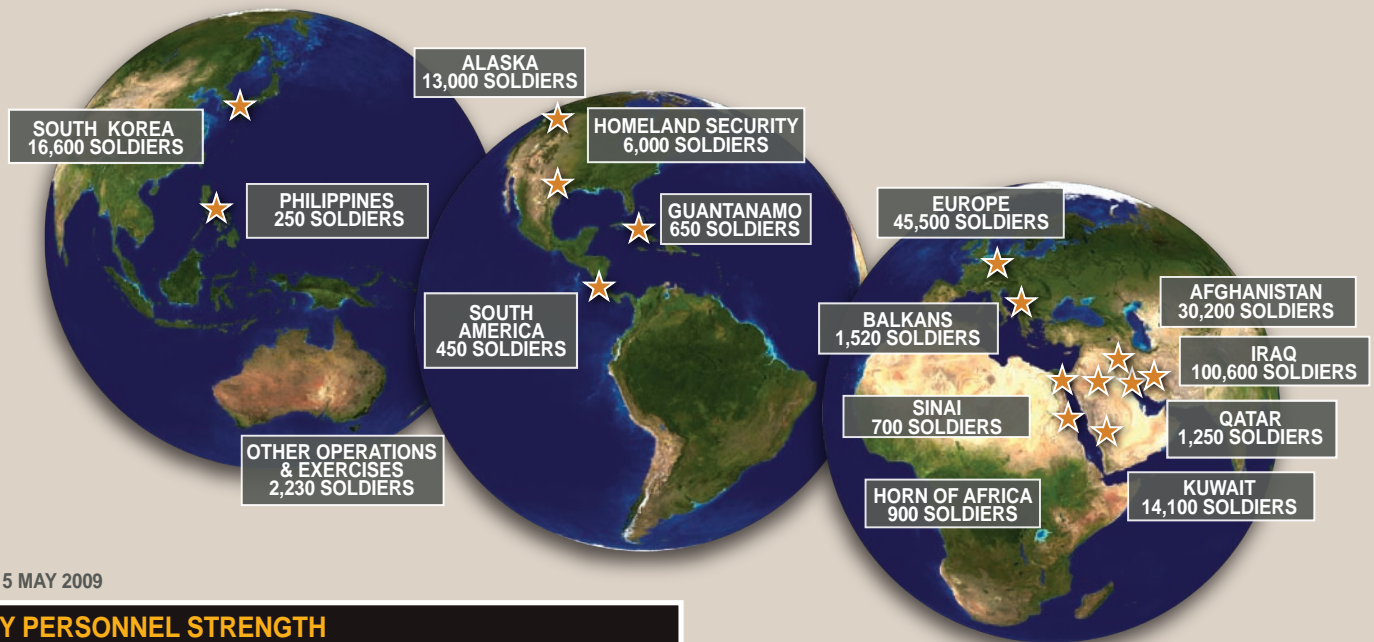 ALASKA
13,000 SOLDIERS
SOUTH KOREA
16,600 SOLDIERS
HOMELAND SECURITY
6,000 SOLDIERS
PHILIPPINES
250 SOLDIERS
GUANTANAMO
650 SOLDIERS
EUROPE
45,500 SOLDIERS
SOUTH
AMERICA
450 SOLDIERS
BALKANS
1,520 SOLDIERS
AFGHANISTAN
30,200 SOLDIERS
IRAQ
100,600 SOLDIERS
SINAI
700 SOLDIERS
QATAR
1,250 SOLDIERS
OTHER OPERATIONS
& EXERCISES
2,230 SOLDIERS
HORN OF AFRICA
900 SOLDIERS
KUWAIT
14,100 SOLDIERS
5 MAY 2009
Y PERSONNEL STRENGTH